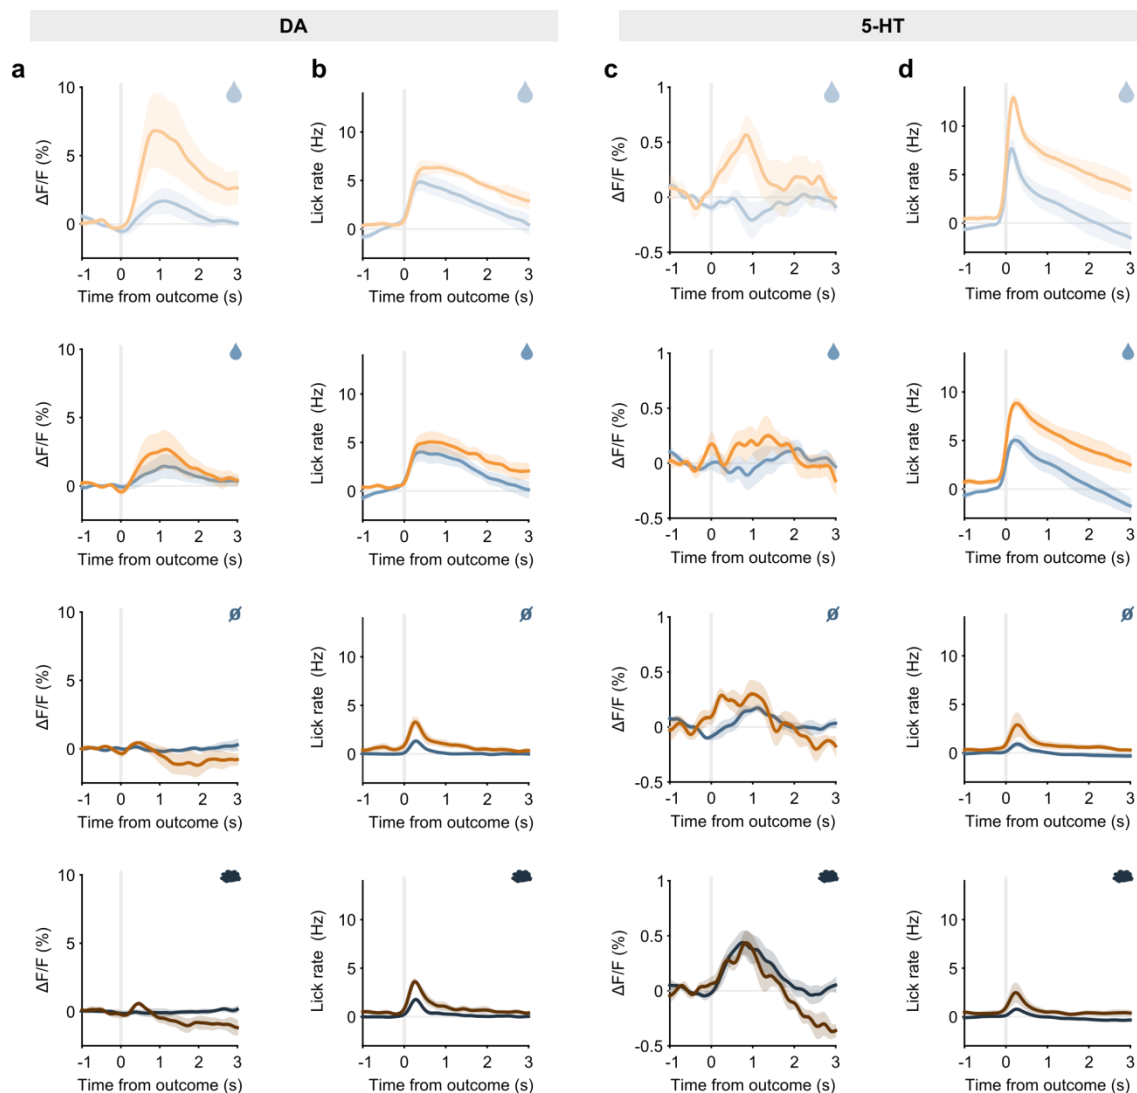 DA 5-HT
a b c d
ΔF/F (%) Lick rate (Hz) ΔF/F (%) Lick rate (Hz)
10 5 0
10 5 0
1 0.5 0 -0.5
10 5 0
-1 0 1 2 3 -1 0 1 2 3 -1 0 1 2 3 -1 0 1 2 3
Time from outcome (s) Time from outcome (s) Time from outcome (s) Time from outcome (s)
ΔF/F (%) Lick rate (Hz) ΔF/F (%) Lick rate (Hz)
10 5 0
10 5 0
1 0.5 0 -0.5
10 5 0
-1 0 1 2 3 -1 0 1 2 3 -1 0 1 2 3 -1 0 1 2 3
Time from outcome (s) Time from outcome (s) Time from outcome (s) Time from outcome (s)
ø ø ø ø
ΔF/F (%) Lick rate (Hz) ΔF/F (%) Lick rate (Hz)
10 5 0
10 5 0
1 0.5 0 -0.5
10 5 0
-1 0 1 2 3 -1 0 1 2 3 -1 0 1 2 3 -1 0 1 2 3
Time from outcome (s) Time from outcome (s) Time from outcome (s) Time from outcome (s)
ΔF/F (%) Lick rate (Hz) ΔF/F (%) Lick rate (Hz)
10 5 0
10 5 0
1 0.5 0 -0.5
10 5 0
-1 0 1 2 3 -1 0 1 2 3 -1 0 1 2 3 -1 0 1 2 3
Time from outcome (s) Time from outcome (s) Time from outcome (s) Time from outcome (s)